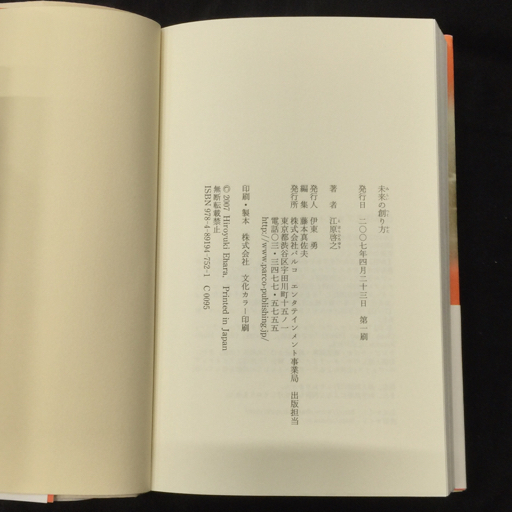 未来の創り方
発行日 二〇〇七年四月二十三日 第一刷
著 者 江原啓之
発行人 伊東 勇
編 集 藤本真佐夫
発行所 株式会社パルコ エンタテインメント事業局 出版担当
東京都渋谷区宇田川町十五ノ一
電話〇三・三四七七・五七五五
http://www.parco-publishing.jp/
印刷・製本 株式会社 文化カラー印刷
© 2007 Hiroyuki Ehara, Printed in Japan
無断転載禁止
ISBN 978-4-89194-752-1 C 0095